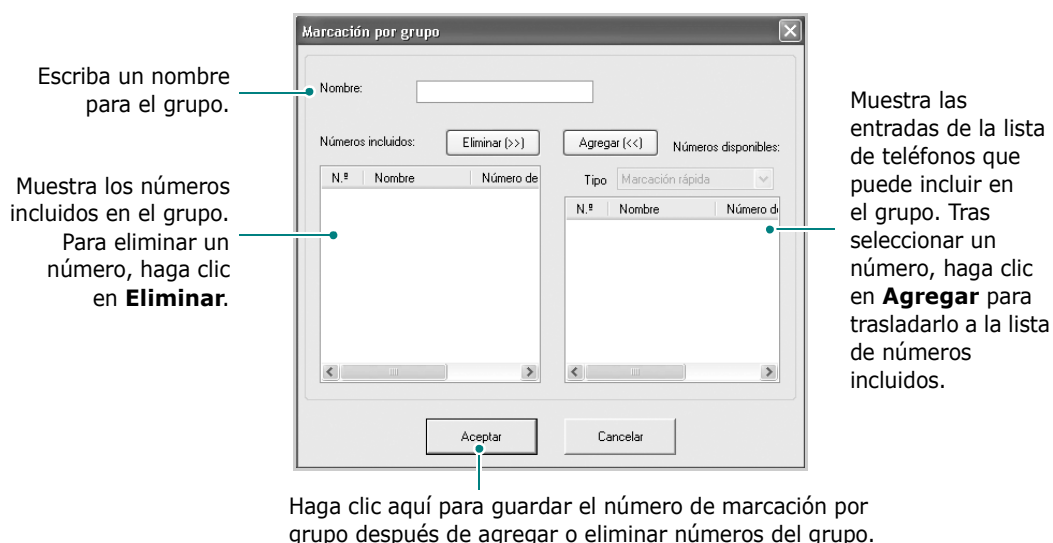 Marcación por grupo
Escriba un nombre
para el grupo.
Nombre:
Números incluidos:
Eliminar (>>)
Agregar (<<)
Números disponibles:
Muestra los números
incluidos en el grupo.
Para eliminar un
número, haga clic
en Eliminar.
N.º Nombre Número de
Tipo Marcación rápida
N.º Nombre Número d
Muestra las
entradas de la lista
de teléfonos que
puede incluir en
el grupo. Tras
seleccionar un
número, haga clic
en Agregar para
trasladarlo a la lista
de números
incluidos.
Aceptar
Cancelar
Haga clic aquí para guardar el número de marcación por
grupo después de agregar o eliminar números del grupo.